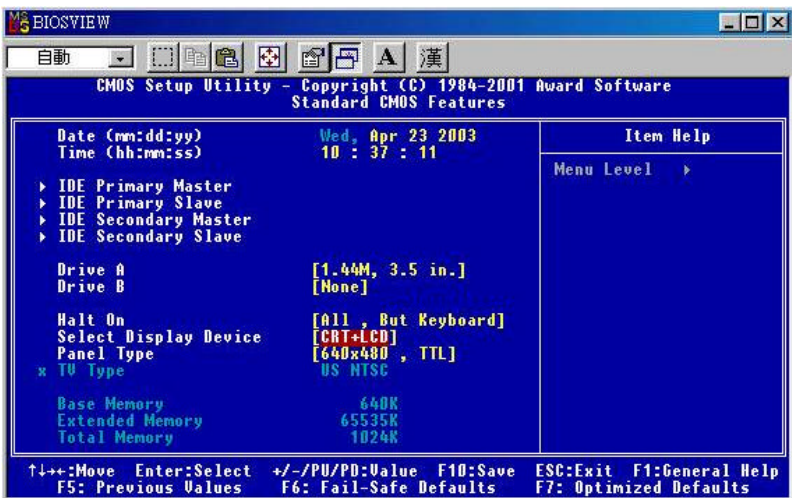 BIOSVIEW
自動 A 漢
CMOS Setup Utility - Copyright (C) 1984-2001 Award Software
Standard CMOS Features
Date (mm:dd:yy) Wed, Apr 23 2003
Time (hh:mm:ss) 10 : 37 : 11
IDE Primary Master
IDE Primary Slave
IDE Secondary Master
IDE Secondary Slave
Drive A [1.44M, 3.5 in.]
Drive B [None]
Halt On [All , But Keyboard]
Select Display Device [CRT+LCD]
Panel Type [640x480 , TTL]
x TV Type US NTSC
Base Memory 640K
Extended Memory 65535K
Total Memory 1024K
Item Help
Menu Level
↑↓→←:Move Enter:Select +/-/PU/PD:Value F10:Save ESC:Exit F1:General Help
F5: Previous Values F6: Fail-Safe Defaults F7: Optimized Defaults